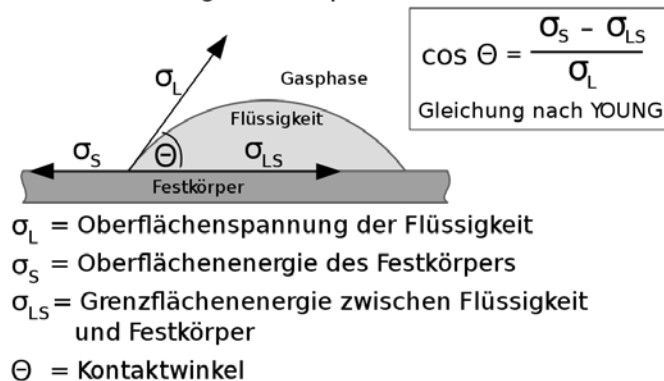 σL
Gasphase
Flüssigkeit
σS
Θ
σLS
Festkörper
cos Θ = σS – σLS / σL
Gleichung nach YOUNG
σL = Oberflächenspannung der Flüssigkeit
σS = Oberflächenenergie des Festkörpers
σLS = Grenzflächenenergie zwischen Flüssigkeit
und Festkörper
Θ = Kontaktwinkel